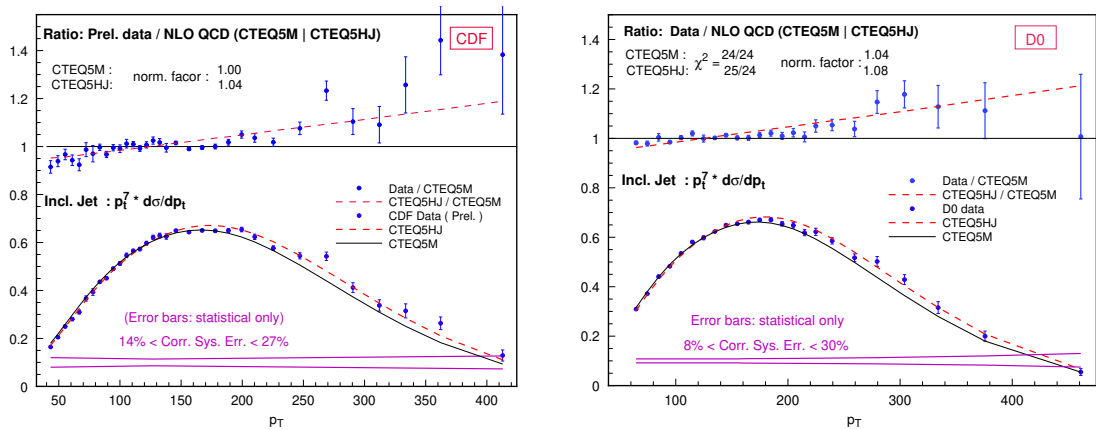 Ratio: Prel. data / NLO QCD (CTEQ5M | CTEQ5HJ)
CDF
CTEQ5M :
CTEQ5HJ:
norm. facor :
1.00
1.04
Incl. Jet : p_t^7 * dσ/dp_t
Data / CTEQ5M
CTEQ5HJ / CTEQ5M
CDF Data ( Prel. )
CTEQ5HJ
CTEQ5M
(Error bars: statistical only)
14% < Corr. Sys. Err. < 27%
1.4
1.2
1
0.8
0.6
0.4
0.2
0
50 100 150 200 250 300 350 400
p_T
Ratio: Data / NLO QCD (CTEQ5M | CTEQ5HJ)
D0
CTEQ5M:
CTEQ5HJ:
χ² =
24/24
25/24
norm. factor :
1.04
1.08
Incl. Jet : p_t^7 * dσ/dp_t
Data / CTEQ5M
CTEQ5HJ / CTEQ5M
D0 data
CTEQ5HJ
CTEQ5M
Error bars: statistical only
8% < Corr. Sys. Err. < 30%
1.4
1.2
1
0.8
0.6
0.4
0.2
0
100 200 300 400
p_T